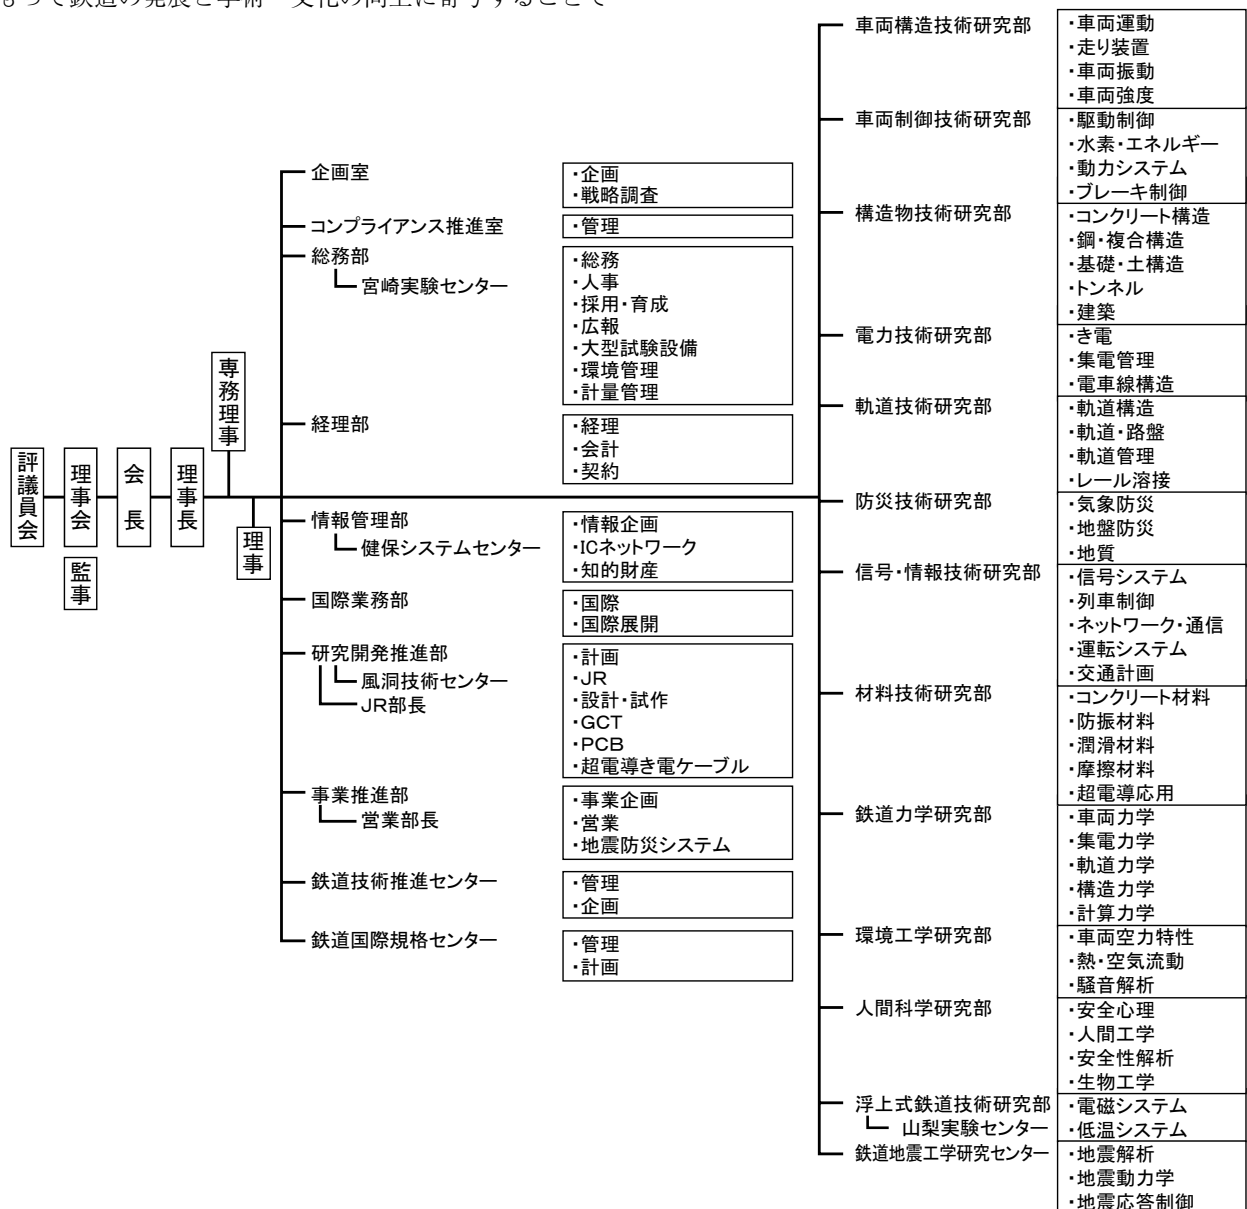 もって鉄道の発展と学術・文化の向上に寄与することで
評議員会
理事会
監事
会長
理事長
専務理事
理事
企画室
・企画
・戦略調査
コンプライアンス推進室
・管理
総務部
宮崎実験センター
・総務
・人事
・採用・育成
・広報
・大型試験設備
・環境管理
・計量管理
経理部
・経理
・会計
・契約
情報管理部
健保システムセンター
・情報企画
・ICネットワーク
・知的財産
国際業務部
・国際
・国際展開
研究開発推進部
風洞技術センター
JR部長
・計画
・JR
・設計・試作
・GCT
・PCB
・超電導き電ケーブル
事業推進部
営業部長
・事業企画
・営業
・地震防災システム
鉄道技術推進センター
・管理
・企画
鉄道国際規格センター
・管理
・計画
車両構造技術研究部
・車両運動
・走り装置
・車両振動
・車両強度
車両制御技術研究部
・駆動制御
・水素・エネルギー
・動力システム
・ブレーキ制御
構造物技術研究部
・コンクリート構造
・鋼・複合構造
・基礎・土構造
・トンネル
・建築
電力技術研究部
・き電
・集電管理
・電車線構造
軌道技術研究部
・軌道構造
・軌道・路盤
・軌道管理
・レール溶接
防災技術研究部
・気象防災
・地盤防災
・地質
信号・情報技術研究部
・信号システム
・列車制御
・ネットワーク・通信
・運転システム
・交通計画
材料技術研究部
・コンクリート材料
・防振材料
・潤滑材料
・摩擦材料
・超電導応用
鉄道力学研究部
・車両力学
・集電力学
・軌道力学
・構造力学
・計算力学
環境工学研究部
・車両空力特性
・熱・空気流動
・騒音解析
人間科学研究部
・安全心理
・人間工学
・安全性解析
・生物工学
浮上式鉄道技術研究部
山梨実験センター
・電磁システム
・低温システム
鉄道地震工学研究センター
・地震解析
・地震動力学
・地震応答制御